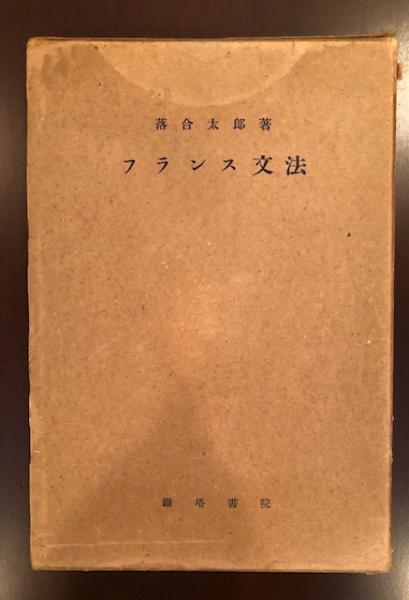 落合太郎著
フランス文法
鐵塔書院